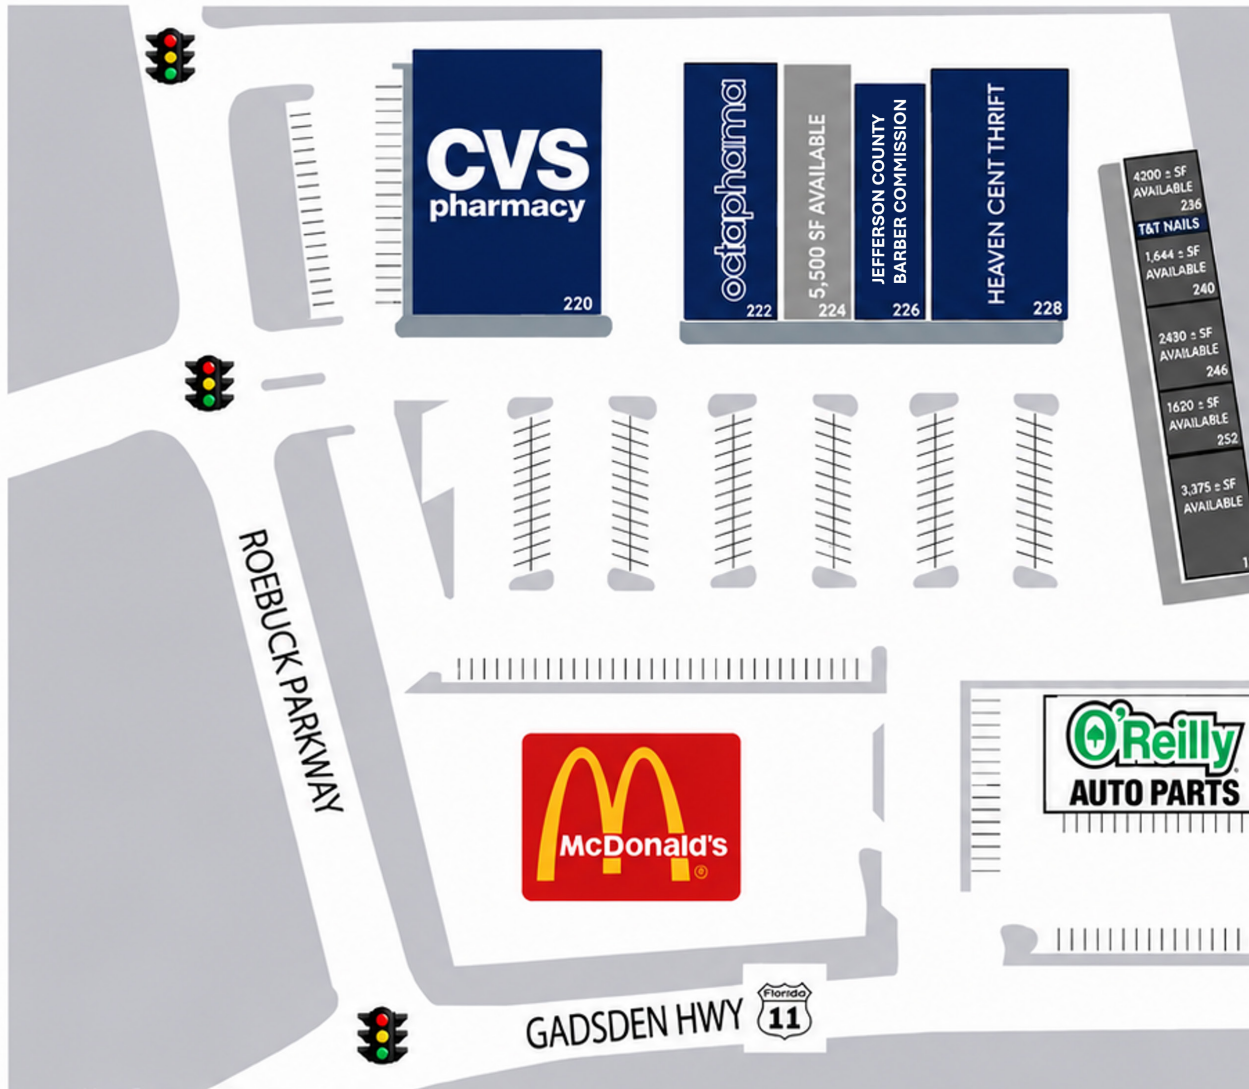 CVS
pharmacy
220
octapharma
222
5,500 SF AVAILABLE
224
JEFFERSON COUNTY
BARBER COMMISSION
226
HEAVEN CENT THRIFT
228
4200 ± SF
AVAILABLE
236
T&T NAILS
1,644 ± SF
AVAILABLE
240
2430 ± SF
AVAILABLE
246
1620 ± SF
AVAILABLE
252
3,375 ± SF
AVAILABLE
1
ROEBUCK PARKWAY
McDonald's
®
O'Reilly
AUTO PARTS
GADSDEN HWY
Florida
11